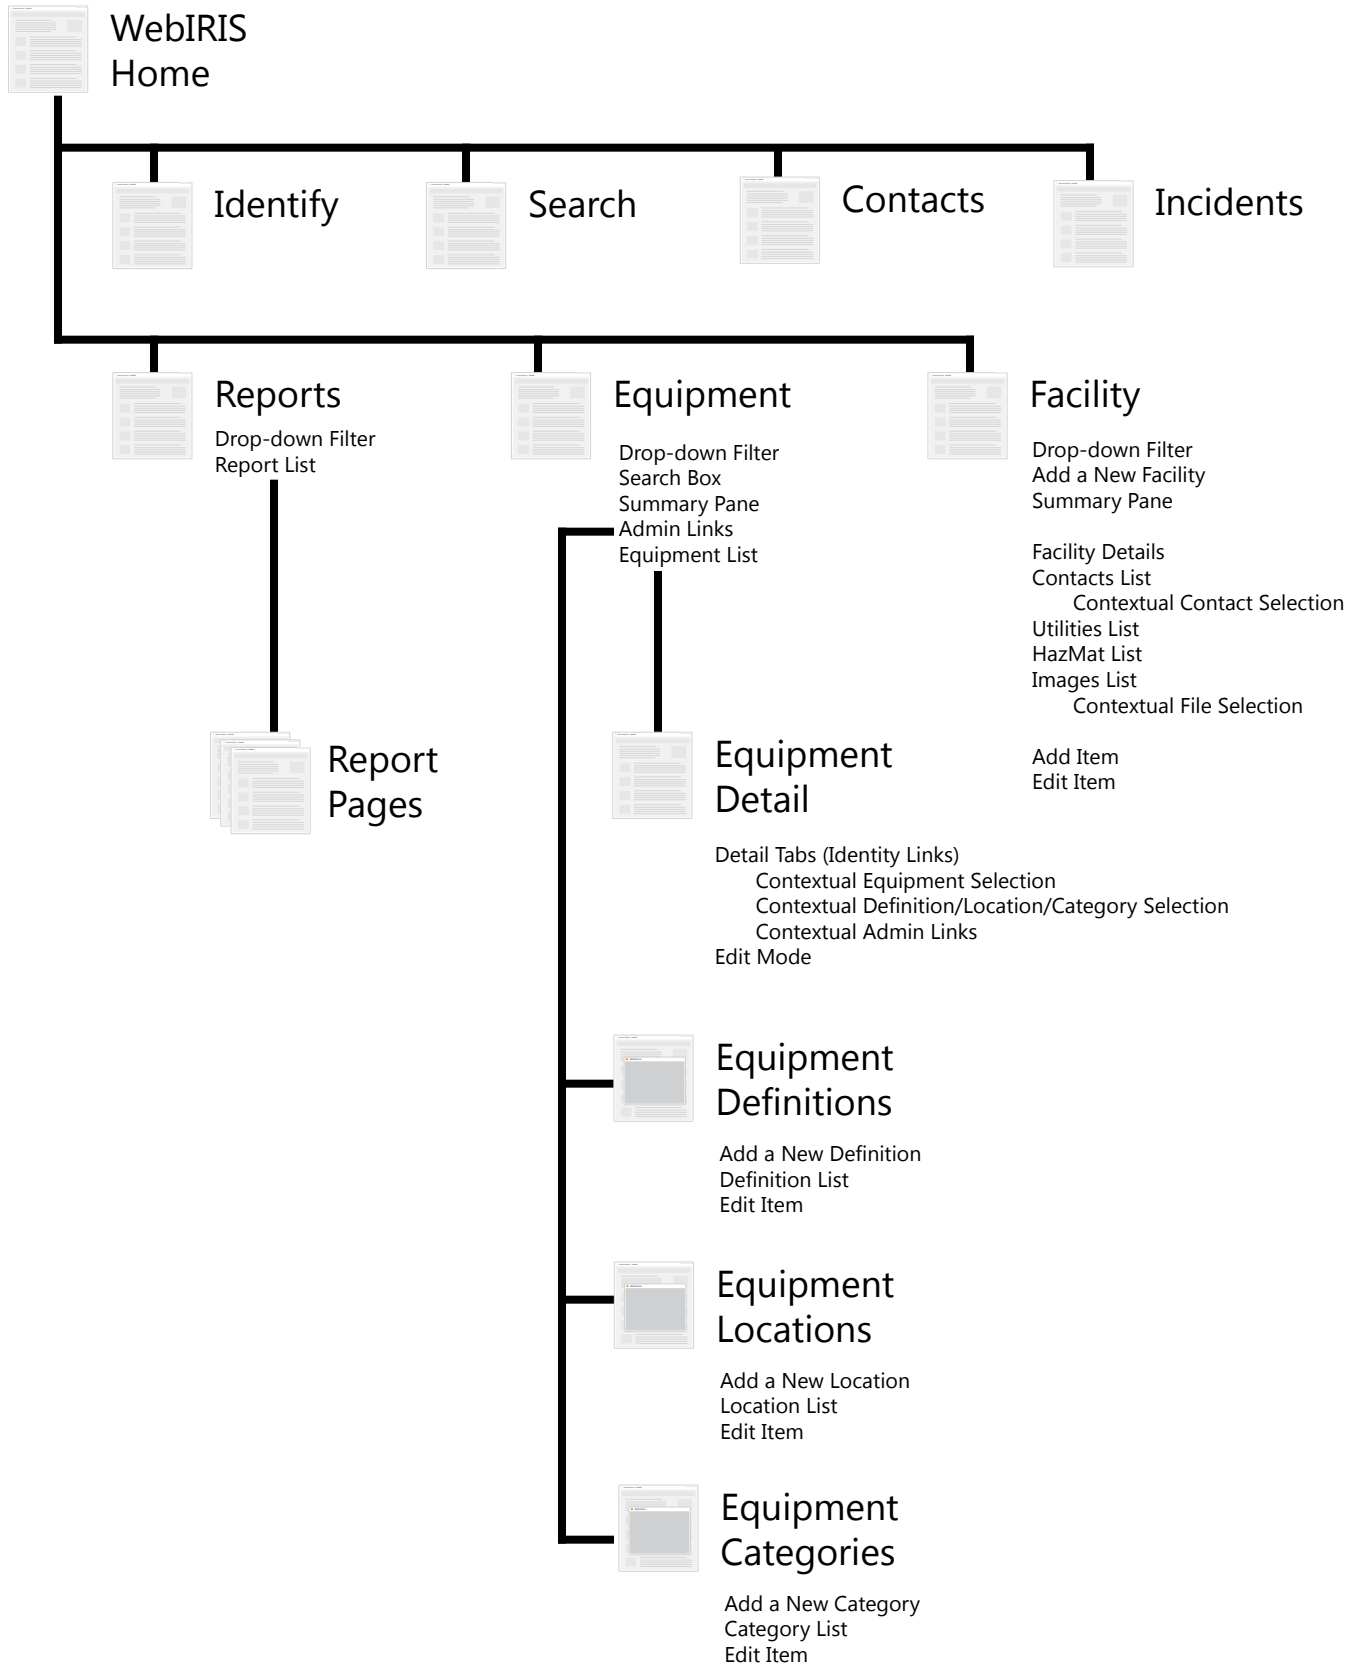 WebIRIS
Home
Identify
Search
Contacts
Incidents
Reports
Drop-down Filter
Report List
Equipment
Drop-down Filter
Search Box
Summary Pane
Admin Links
Equipment List
Facility
Drop-down Filter
Add a New Facility
Summary Pane
Facility Details
Contacts List
Contextual Contact Selection
Utilities List
HazMat List
Images List
Contextual File Selection
Add Item
Edit Item
Report
Pages
Equipment
Detail
Detail Tabs (Identity Links)
Contextual Equipment Selection
Contextual Definition/Location/Category Selection
Contextual Admin Links
Edit Mode
Equipment
Definitions
Add a New Definition
Definition List
Edit Item
Equipment
Locations
Add a New Location
Location List
Edit Item
Equipment
Categories
Add a New Category
Category List
Edit Item